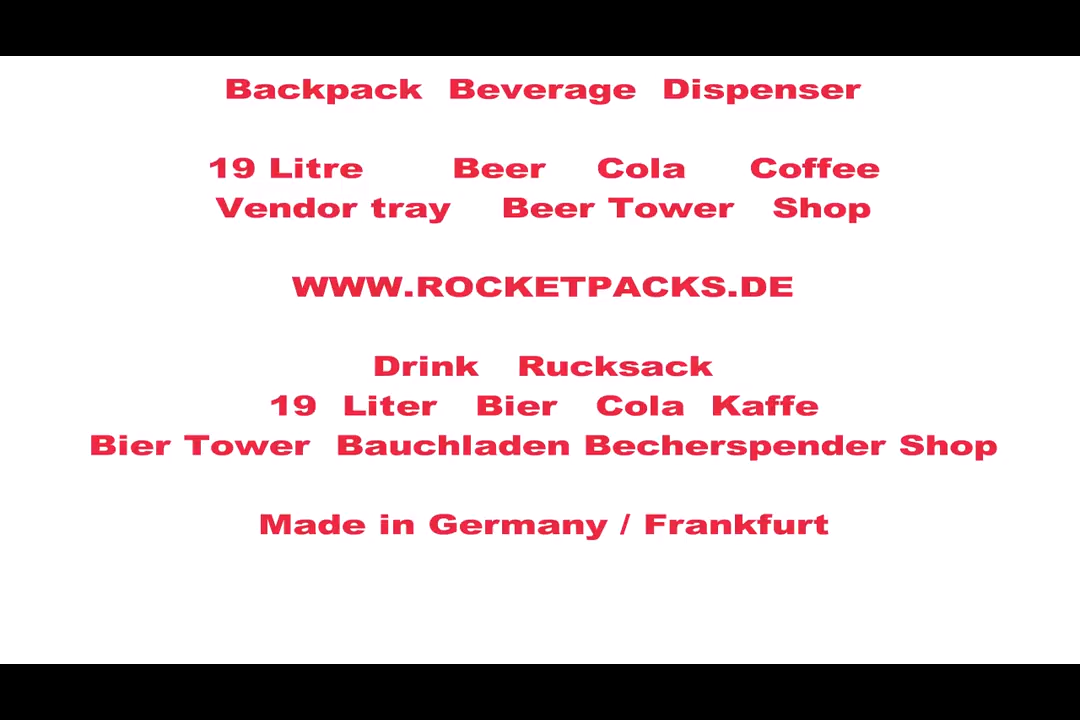 Backpack Beverage Dispenser
19 Litre Beer Cola Coffee
Vendor tray Beer Tower Shop
WWW.ROCKETPACKS.DE
Drink Rucksack
19 Liter Bier Cola Kaffe
Bier Tower Bauchladen Becherspender Shop
Made in Germany / Frankfurt